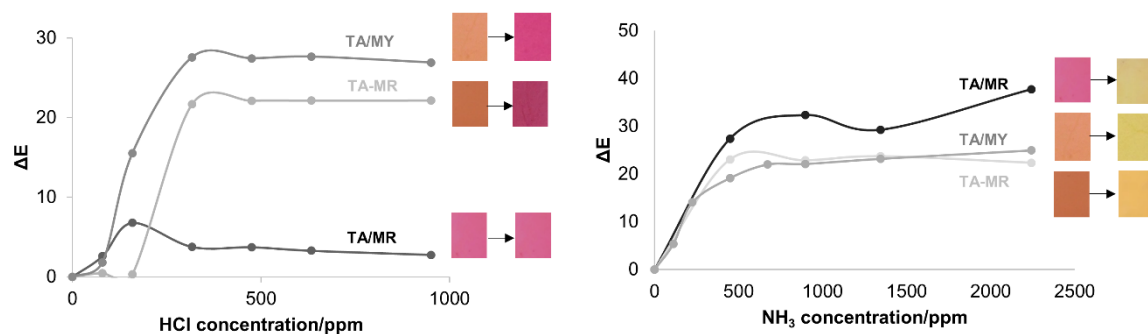 30
20
10
0
ΔE
TA/MY
TA-MR
TA/MR
0
500
1000
HCl concentration/ppm
50
40
30
20
10
0
ΔE
TA/MR
TA/MY
TA-MR
0
500
1000
1500
2000
2500
NH₃ concentration/ppm